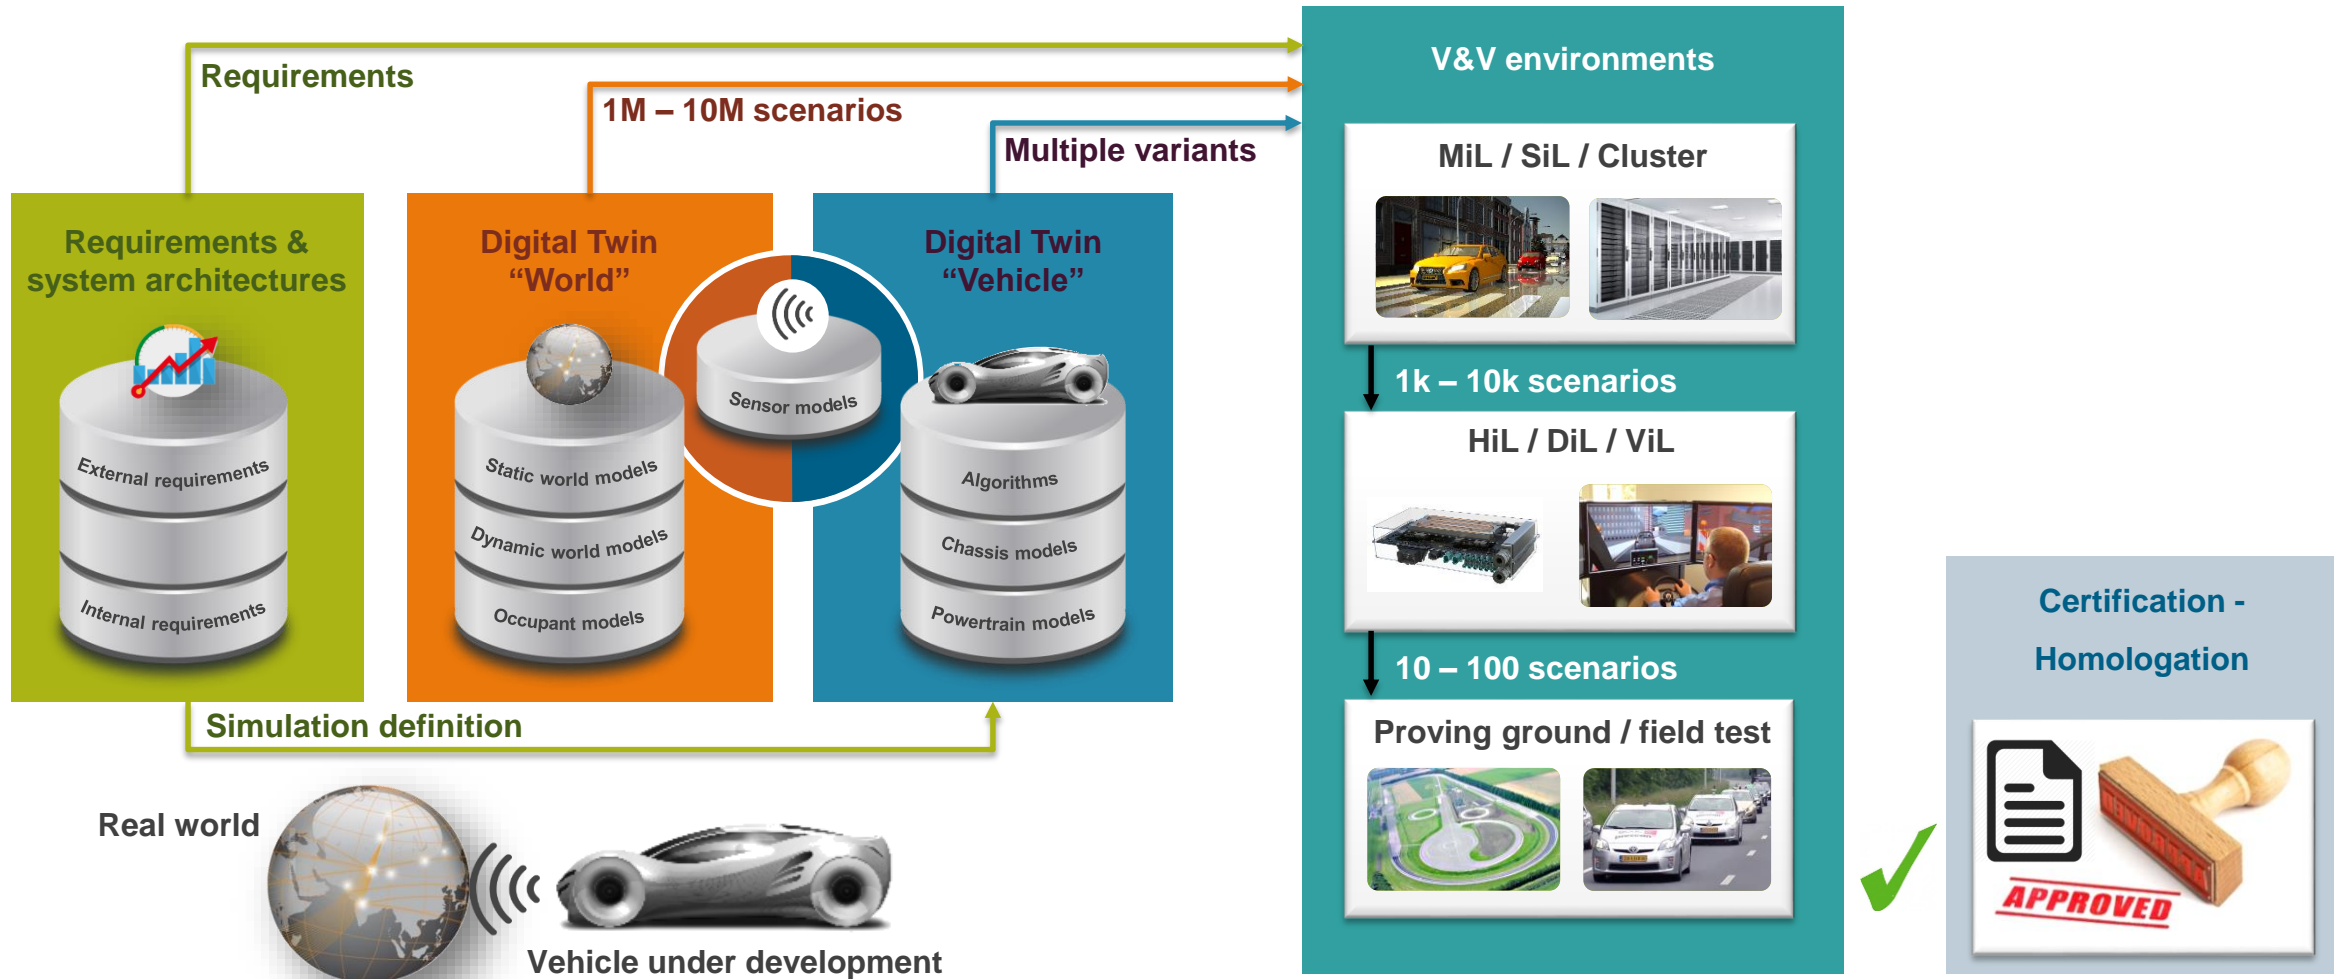 Requirements
1M – 10M scenarios
Multiple variants
Requirements &
system architectures
External requirements
Internal requirements
Digital Twin
“World”
Static world models
Dynamic world models
Occupant models
Sensor models
Digital Twin
“Vehicle”
Algorithms
Chassis models
Powertrain models
Simulation definition
Real world
Vehicle under development
V&V environments
MiL / SiL / Cluster
1k – 10k scenarios
HiL / DiL / ViL
10 – 100 scenarios
Proving ground / field test
Certification -
Homologation
APPROVED